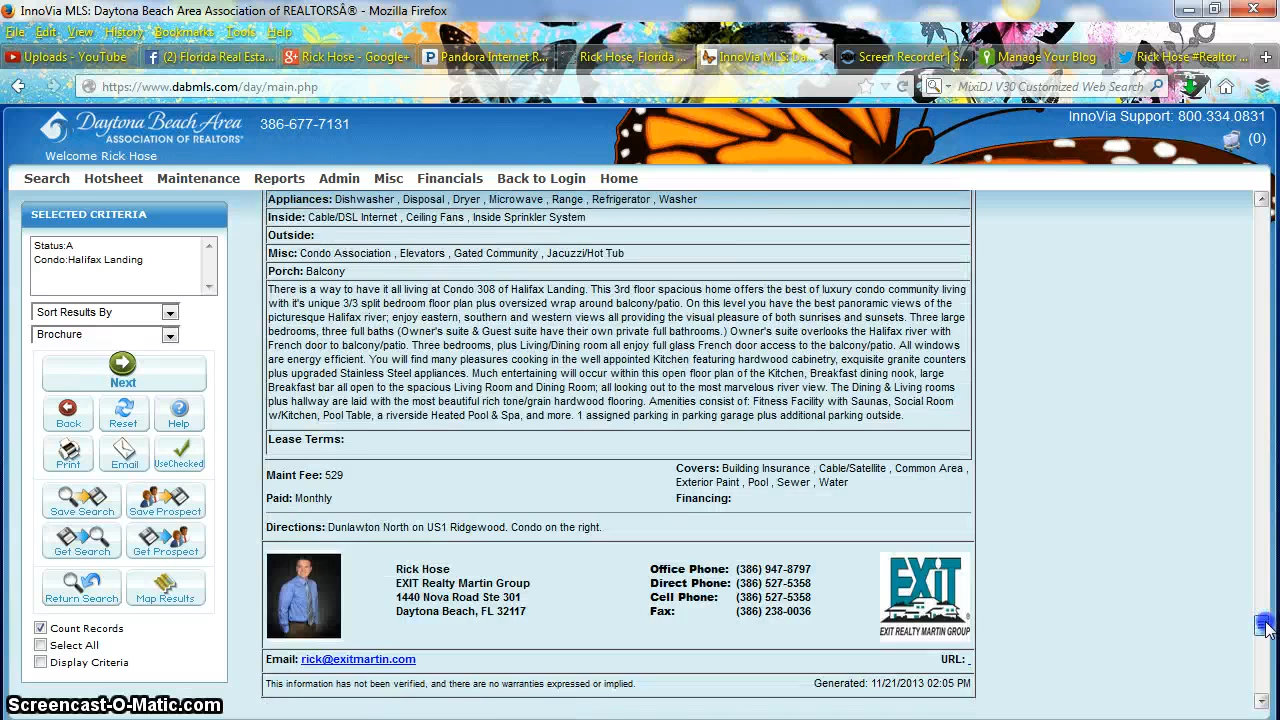 InnoVia MLS: Daytona Beach Area Association of REALTORSÂ® - Mozilla Firefox
File Edit View History Bookmarks Tools Help
Uploads - YouTube
(2) Florida Real Esta...
Rick Hose - Google+
Pandora Internet R...
Rick Hose, Florida ...
InnoVia MLS: Da...
Screen Recorder | S...
Manage Your Blog
Rick Hose #Realtor ...
https://www.dabmls.com/day/main.php
MixiDJ V30 Customized Web Search
Daytona Beach Area
ASSOCIATION OF REALTORS®
386-677-7131
InnoVia Support: 800.334.0831
(0)
Welcome Rick Hose
Search Hotsheet Maintenance Reports Admin Misc Financials Back to Login Home
SELECTED CRITERIA
Status:A
Condo:Halifax Landing
Sort Results By
Brochure
Next
Back Reset Help
Print Email UseChecked
Save Search Save Prospect
Get Search Get Prospect
Return Search Map Results
Count Records
Select All
Display Criteria
Appliances: Dishwasher , Disposal , Dryer , Microwave , Range , Refrigerator , Washer
Inside: Cable/DSL Internet , Ceiling Fans , Inside Sprinkler System
Outside:
Misc: Condo Association , Elevators , Gated Community , Jacuzzi/Hot Tub
Porch: Balcony
There is a way to have it all living at Condo 308 of Halifax Landing. This 3rd floor spacious home offers the best of luxury condo community living
with it's unique 3/3 split bedroom floor plan plus oversized wrap around balcony/patio. On this level you have the best panoramic views of the
picturesque Halifax river; enjoy eastern, southern and western views all providing the visual pleasure of both sunrises and sunsets. Three large
bedrooms, three full baths (Owner's suite & Guest suite have their own private full bathrooms.) Owner's suite overlooks the Halifax river with
French door to balcony/patio. Three bedrooms, plus Living/Dining room all enjoy full glass French door access to the balcony/patio. All windows
are energy efficient. You will find many pleasures cooking in the well appointed Kitchen featuring hardwood cabinetry, exquisite granite counters
plus upgraded Stainless Steel appliances. Much entertaining will occur within this open floor plan of the Kitchen, Breakfast dining nook, large
Breakfast bar all open to the spacious Living Room and Dining Room; all looking out to the most marvelous river view. The Dining & Living rooms
plus hallway are laid with the most beautiful rich tone/grain hardwood flooring. Amenities consist of: Fitness Facility with Saunas, Social Room
w/Kitchen, Pool Table, a riverside Heated Pool & Spa, and more. 1 assigned parking in parking garage plus additional parking outside.
Lease Terms:
Maint Fee: 529
Covers: Building Insurance , Cable/Satellite , Common Area ,
Exterior Paint , Pool , Sewer , Water
Paid: Monthly
Financing:
Directions: Dunlawton North on US1 Ridgewood. Condo on the right.
Rick Hose
EXIT Realty Martin Group
1440 Nova Road Ste 301
Daytona Beach, FL 32117
Office Phone: (386) 947-8797
Direct Phone: (386) 527-5358
Cell Phone: (386) 527-5358
Fax: (386) 238-0036
EXIT
EXIT REALTY MARTIN GROUP
Email: rick@exitmartin.com
URL:
This information has not been verified, and there are no warranties expressed or implied.
Generated: 11/21/2013 02:05 PM
Screencast-O-Matic.com